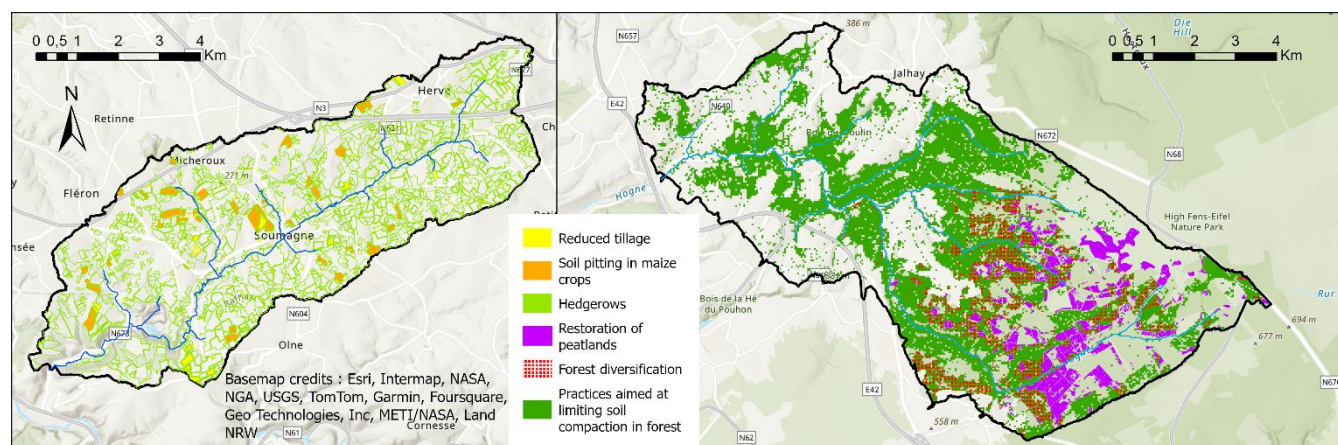 0 0,5 1 2 3 4
Km
N
N3
Herve
N627
Retinne
Micheroux
271 m
Fléron
Soumagne
N604
N673
Olne
N61
Cornesse
Basemap credits : Esri, Intermap, NASA,
NGA, USGS, TomTom, Garmin, Foursquare,
Geo Technologies, Inc, METI/NASA, Land
NRW
Reduced tillage
Soil pitting in maize
crops
Hedgerows
Restoration of
peatlands
Forest diversification
Practices aimed at
limiting soil
compaction in forest
386 m
N657
Jalhay
Die
Hill
0 0,5 1 2 3 4
Km
E42
N640
N672
N68
Hogne
High Fens-Eifel
Nature Park
Bois de la Hé
du Pouhon
Rur
694 m
677 m
E42
558 m
N62
N676